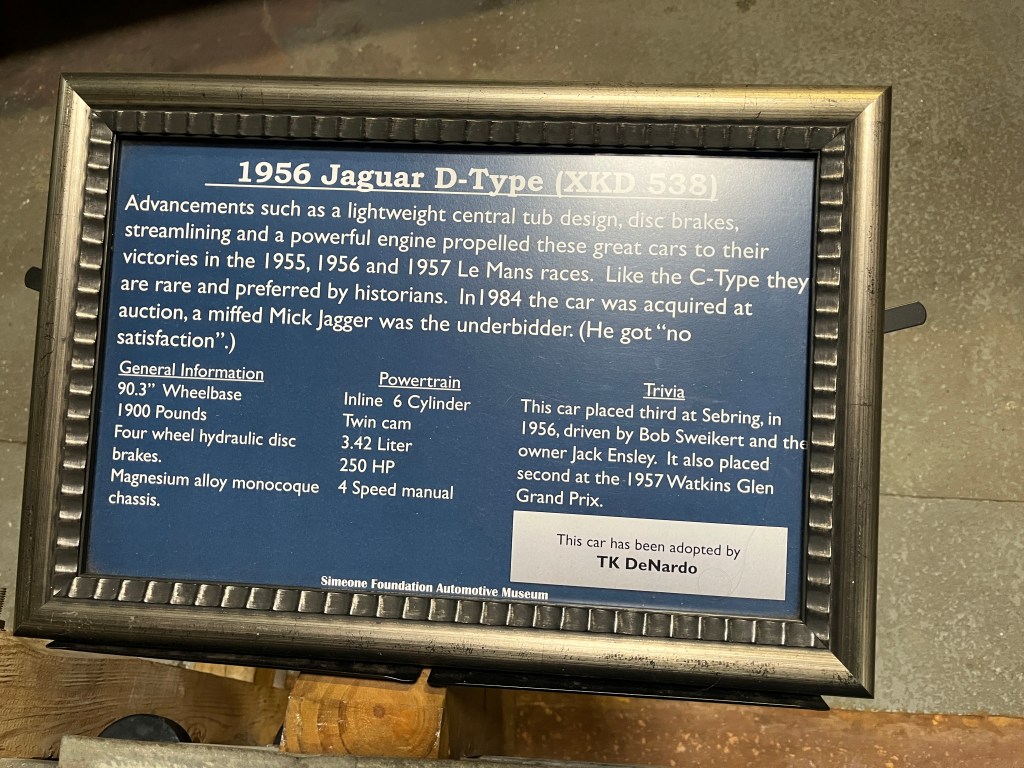 1956 Jaguar D-Type (XKD 538)
Advancements such as a lightweight central tub design, disc brakes,
streamlining and a powerful engine propelled these great cars to their
victories in the 1955, 1956 and 1957 Le Mans races. Like the C-Type they
are rare and preferred by historians. In1984 the car was acquired at
auction, a miffed Mick Jagger was the underbidder. (He got “no
satisfaction”.)
General Information
90.3” Wheelbase
1900 Pounds
Four wheel hydraulic disc
brakes.
Magnesium alloy monocoque
chassis.
Powertrain
Inline 6 Cylinder
Twin cam
3.42 Liter
250 HP
4 Speed manual
Trivia
This car placed third at Sebring, in
1956, driven by Bob Sweikert and the
owner Jack Ensley. It also placed
second at the 1957 Watkins Glen
Grand Prix.
This car has been adopted by
TK DeNardo
Simeone Foundation Automotive Museum